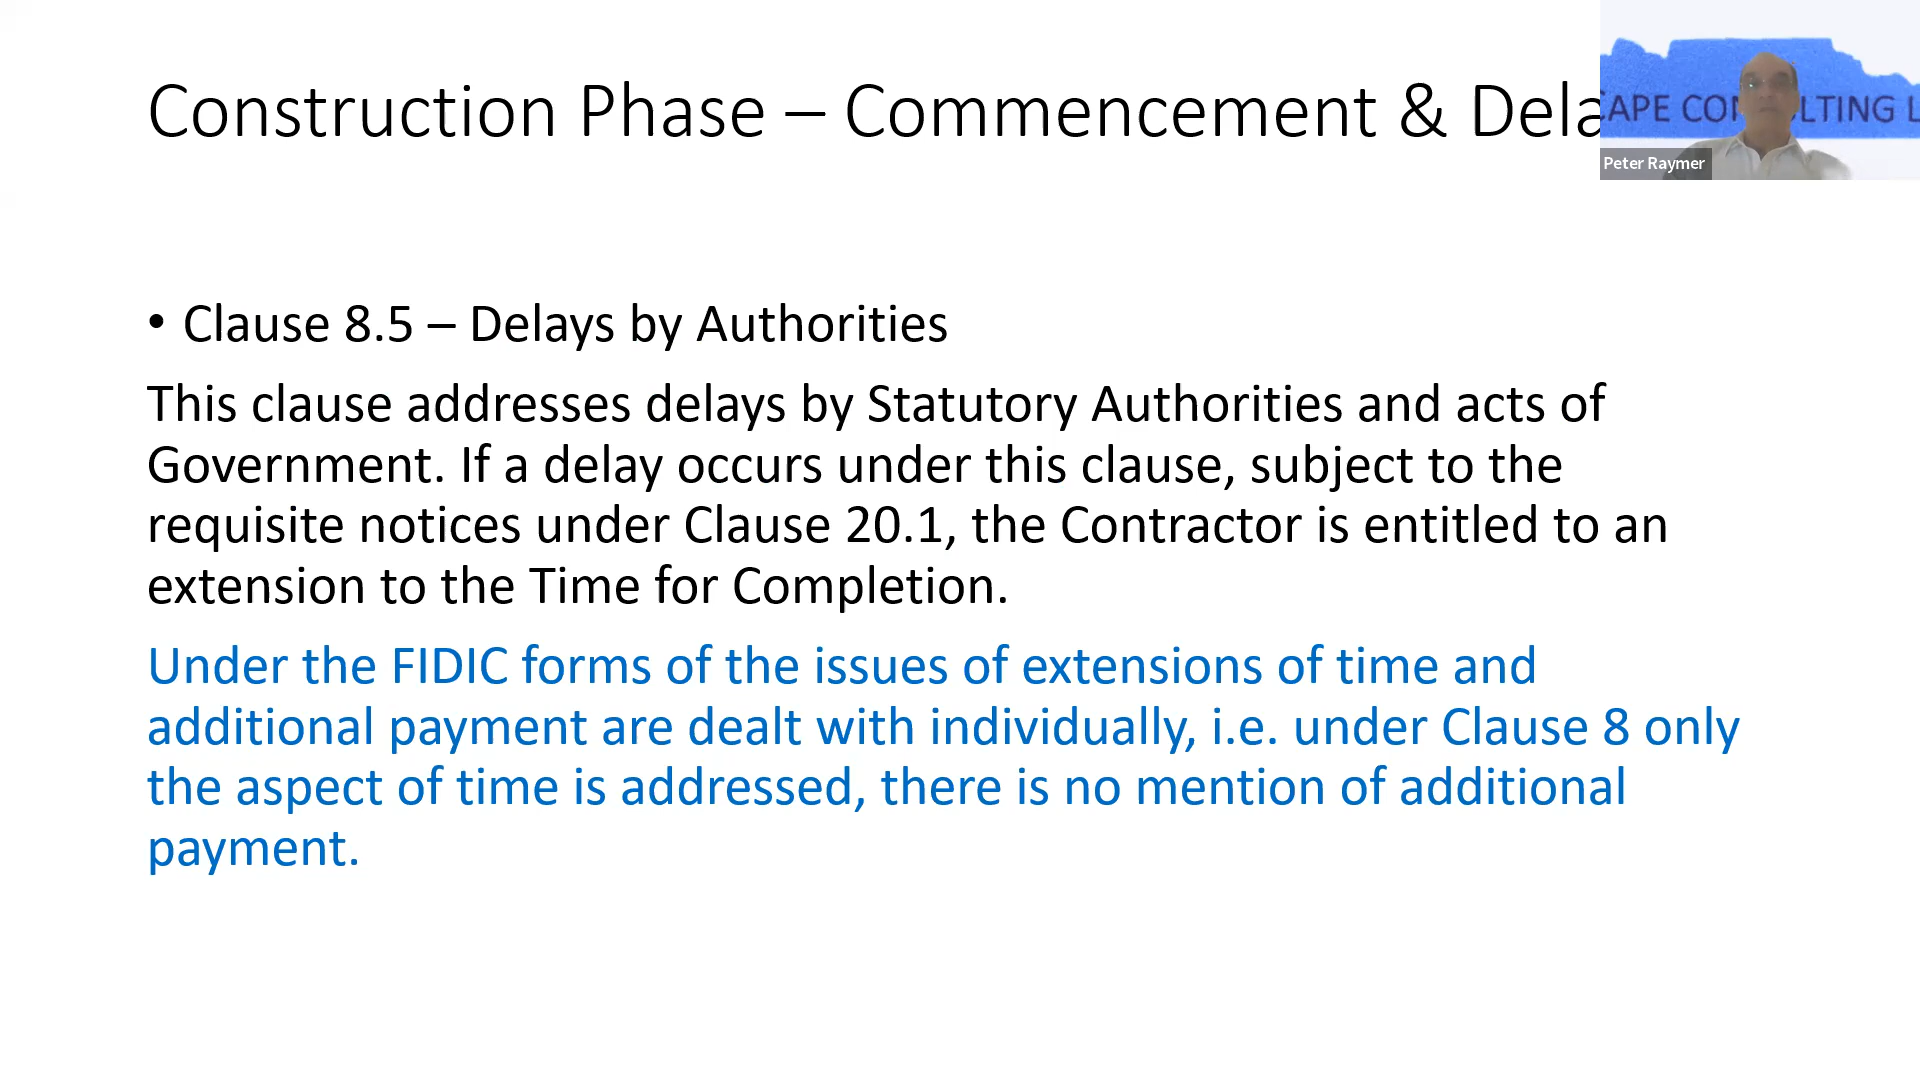 Construction Phase – Commencement & Dela
APE CON LTING L
Peter Raymer
• Clause 8.5 – Delays by Authorities
This clause addresses delays by Statutory Authorities and acts of
Government. If a delay occurs under this clause, subject to the
requisite notices under Clause 20.1, the Contractor is entitled to an
extension to the Time for Completion.
Under the FIDIC forms of the issues of extensions of time and
additional payment are dealt with individually, i.e. under Clause 8 only
the aspect of time is addressed, there is no mention of additional
payment.